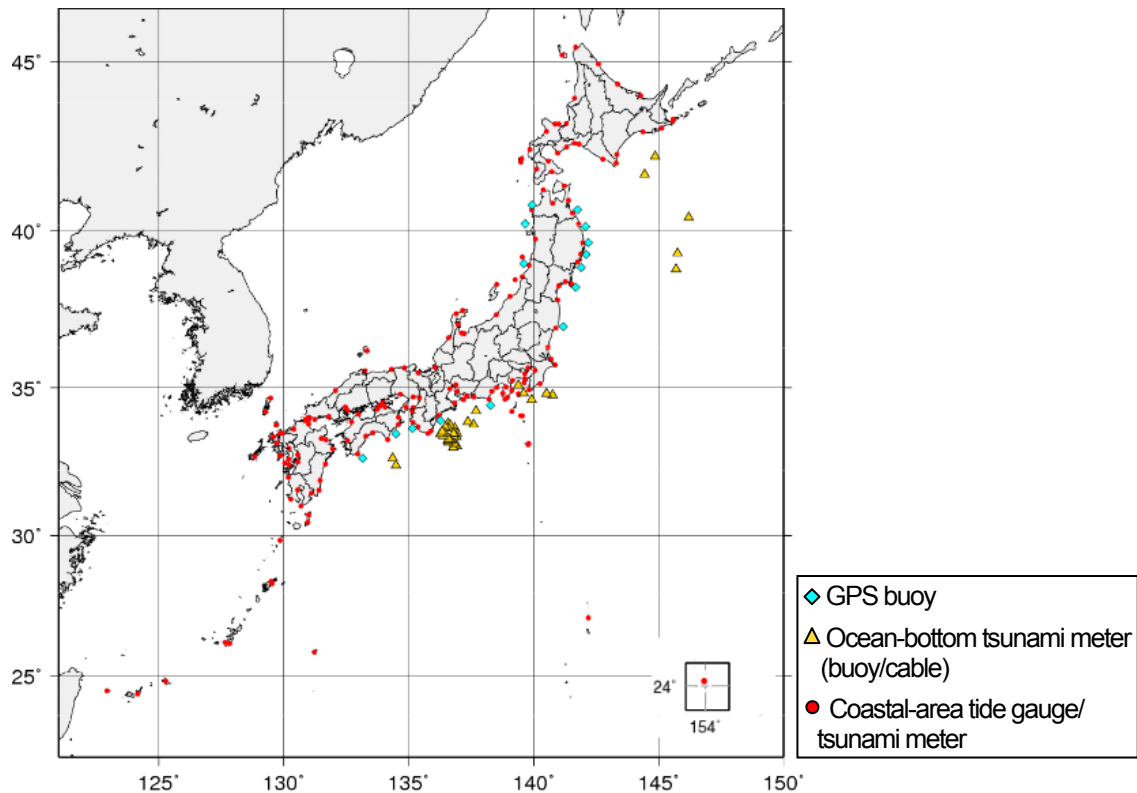 45°
40°
35°
30°
25°
24°
154°
125°
130°
135°
140°
145°
150°
GPS buoy
Ocean-bottom tsunami meter
(buoy/cable)
Coastal-area tide gauge/
tsunami meter